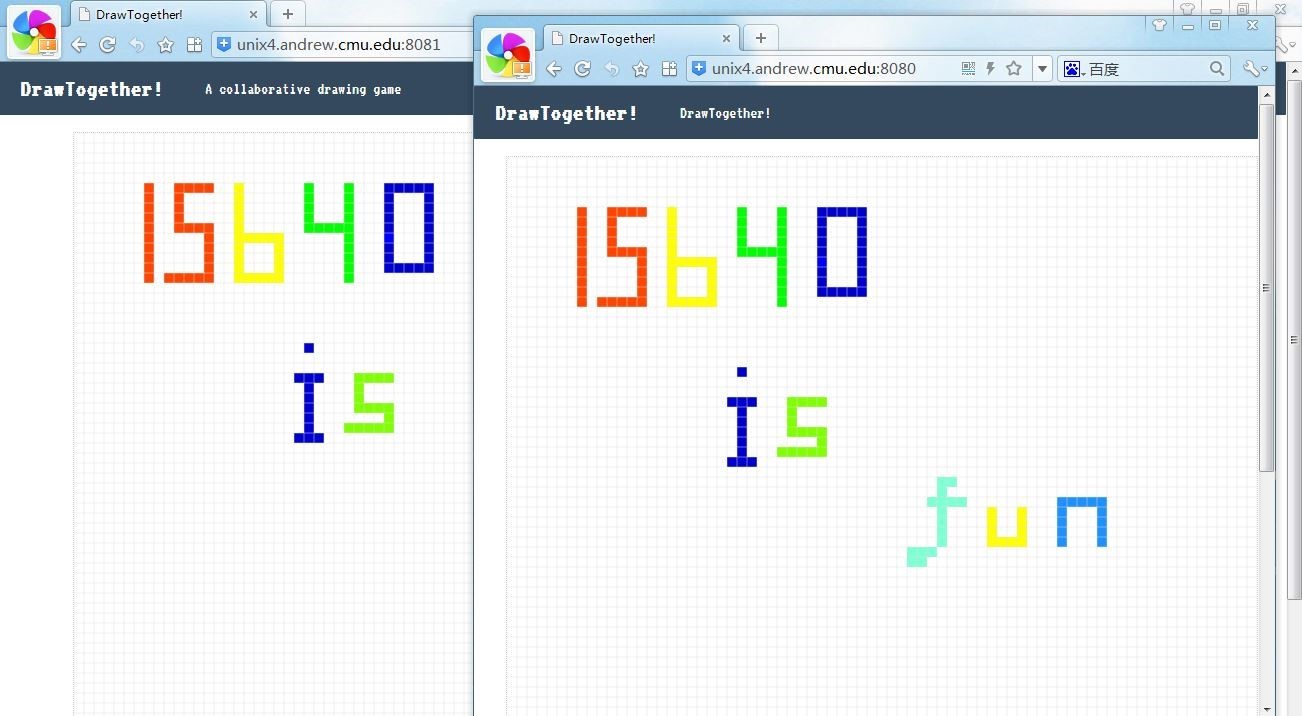 DrawTogether!
unix4.andrew.cmu.edu:8081
DrawTogether! A collaborative drawing game
15640
is
DrawTogether!
unix4.andrew.cmu.edu:8080 百度
DrawTogether! DrawTogether!
15640
is
fun